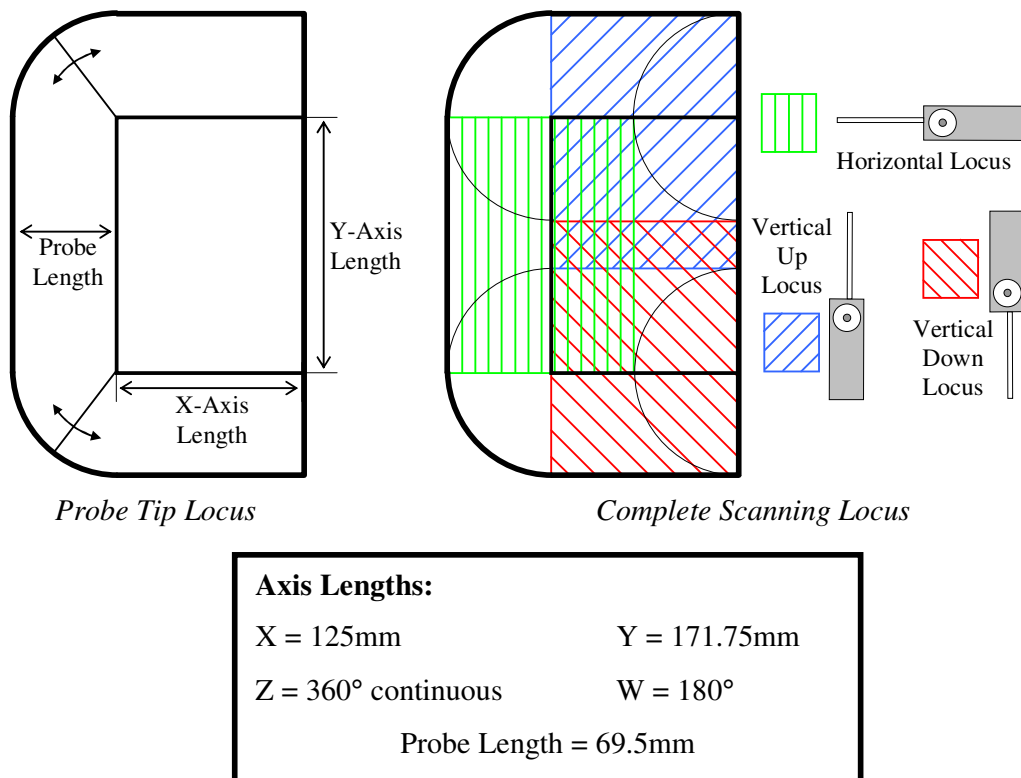 Probe
Length
Y-Axis
Length
X-Axis
Length
Probe Tip Locus
Horizontal Locus
Vertical
Up
Locus
Vertical
Down
Locus
Complete Scanning Locus
Axis Lengths:
X = 125mm
Y = 171.75mm
Z = 360° continuous
W = 180°
Probe Length = 69.5mm